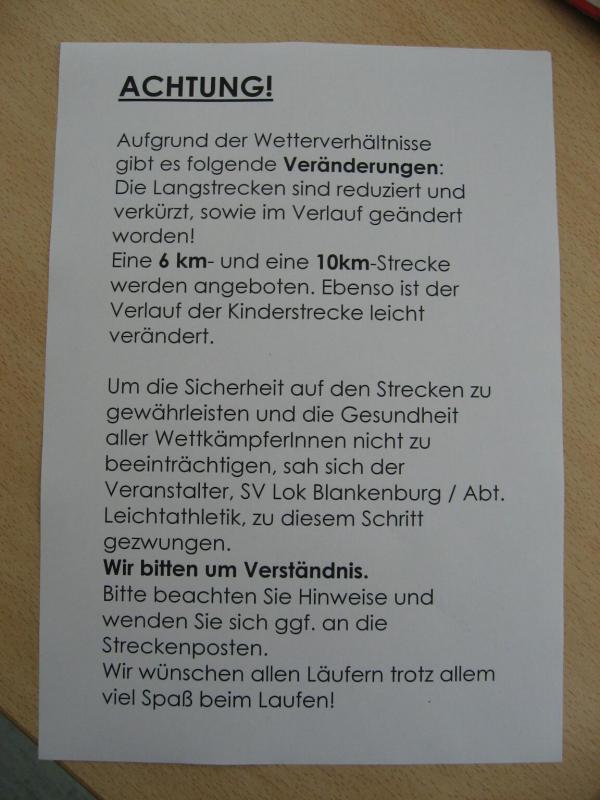 ACHTUNG!
Aufgrund der Wetterverhältnisse
gibt es folgende Veränderungen:
Die Langstrecken sind reduziert und
verkürzt, sowie im Verlauf geändert
worden!
Eine 6 km- und eine 10km-Strecke
werden angeboten. Ebenso ist der
Verlauf der Kinderstrecke leicht
verändert.
Um die Sicherheit auf den Strecken zu
gewährleisten und die Gesundheit
aller WettkämpferInnen nicht zu
beeinträchtigen, sah sich der
Veranstalter, SV Lok Blankenburg / Abt.
Leichtathletik, zu diesem Schritt
gezwungen.
Wir bitten um Verständnis.
Bitte beachten Sie Hinweise und
wenden Sie sich ggf. an die
Streckenposten.
Wir wünschen allen Läufern trotz allem
viel Spaß beim Laufen!